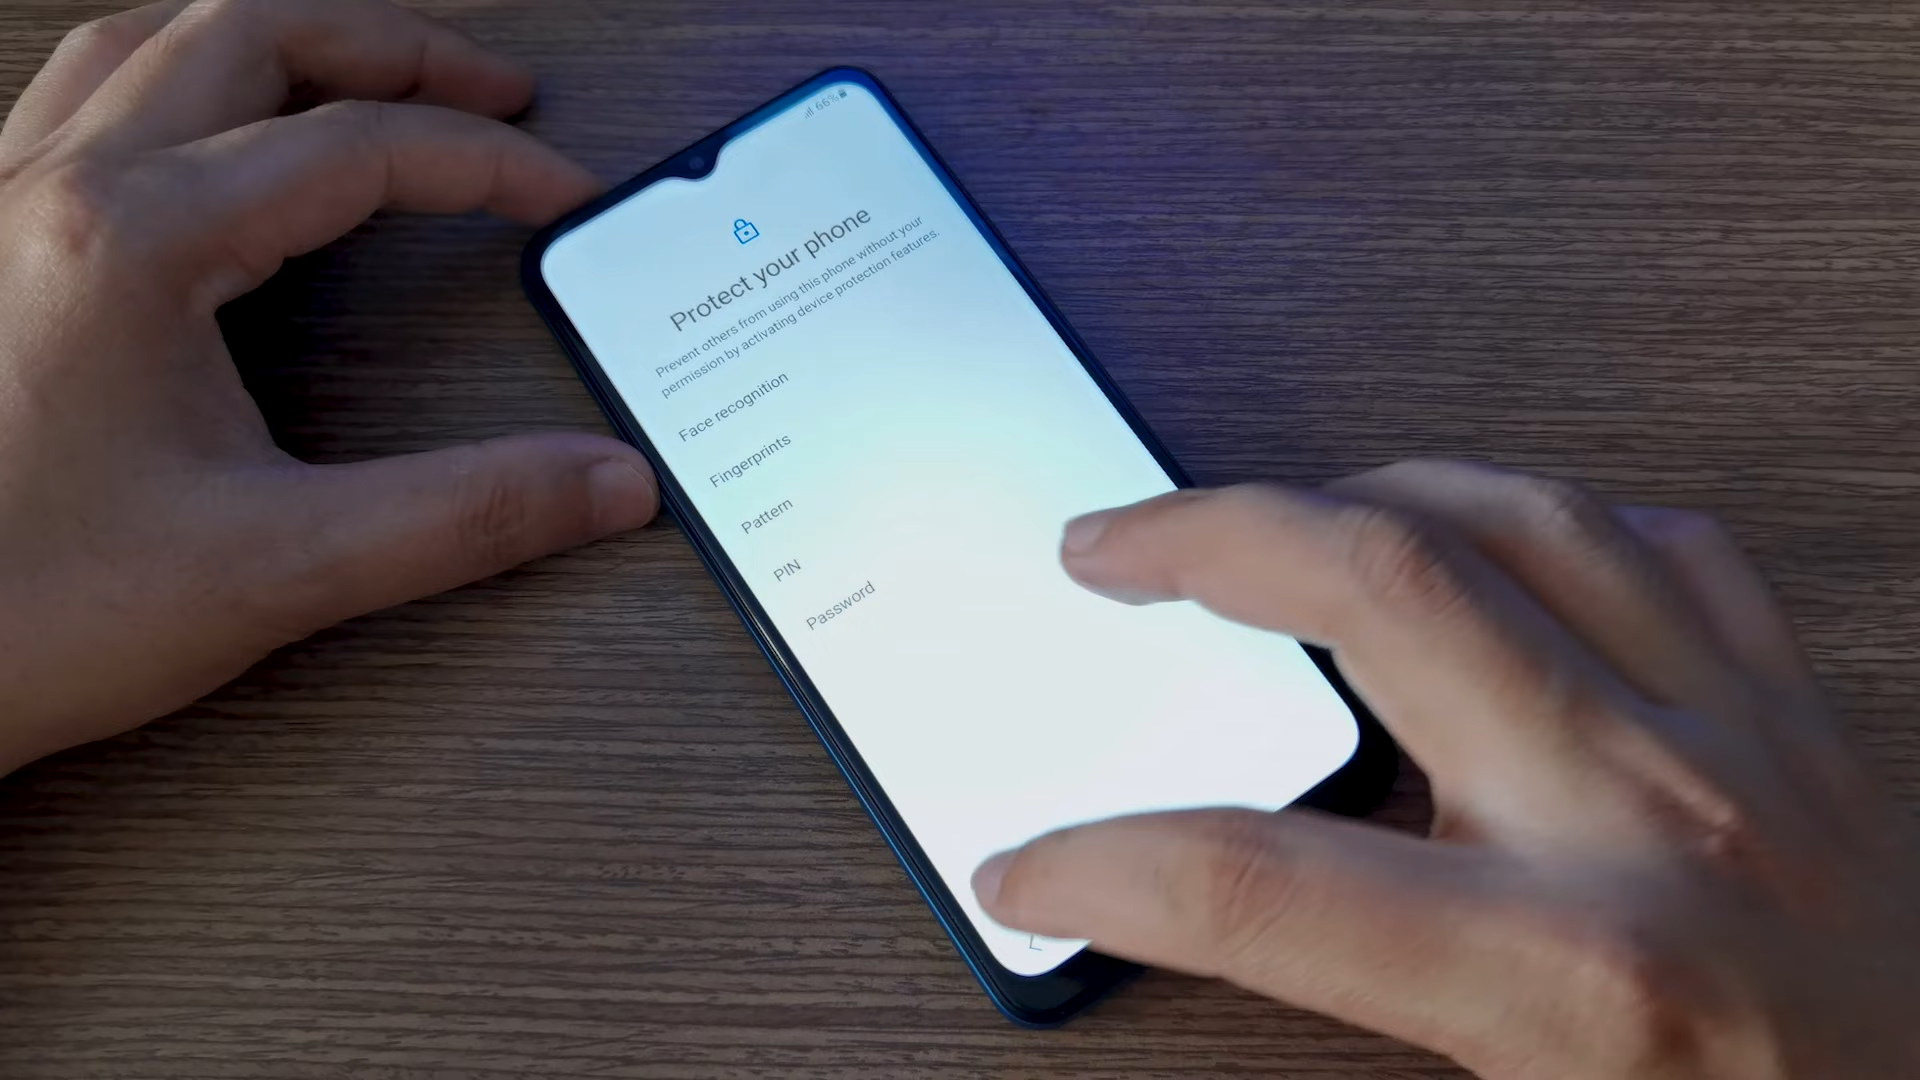 66%
Protect your phone
Prevent others from using this phone without your
permission by activating device protection features.
Face recognition
Fingerprints
Pattern
PIN
Password